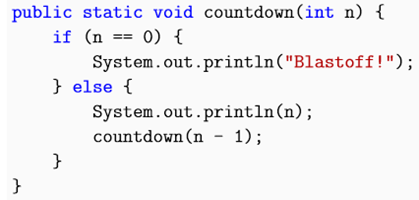 public static void countdown(int n) {
    if (n == 0) {
        System.out.println("Blastoff!");
    } else {
        System.out.println(n);
        countdown(n - 1);
    }
}